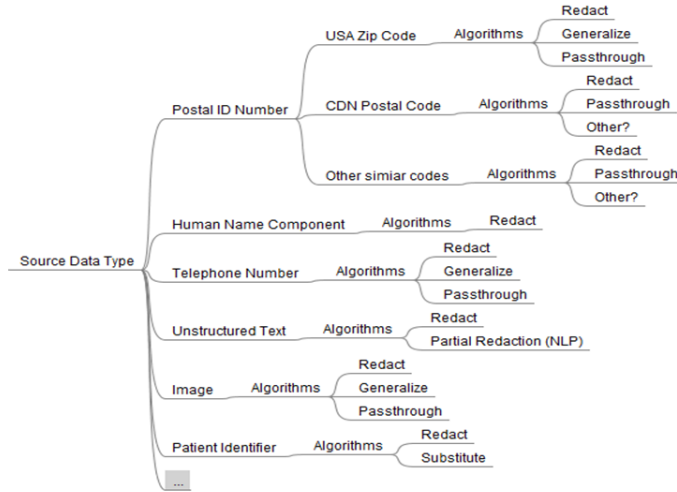 Source Data Type
Postal ID Number
USA Zip Code
Algorithms
Redact
Generalize
Passthrough
CDN Postal Code
Algorithms
Redact
Passthrough
Other?
Other simiar codes
Algorithms
Redact
Passthrough
Other?
Human Name Component
Algorithms
Redact
Telephone Number
Algorithms
Redact
Generalize
Passthrough
Unstructured Text
Algorithms
Redact
Partial Redaction (NLP)
Image
Algorithms
Redact
Generalize
Passthrough
Patient Identifier
Algorithms
Redact
Substitute
...